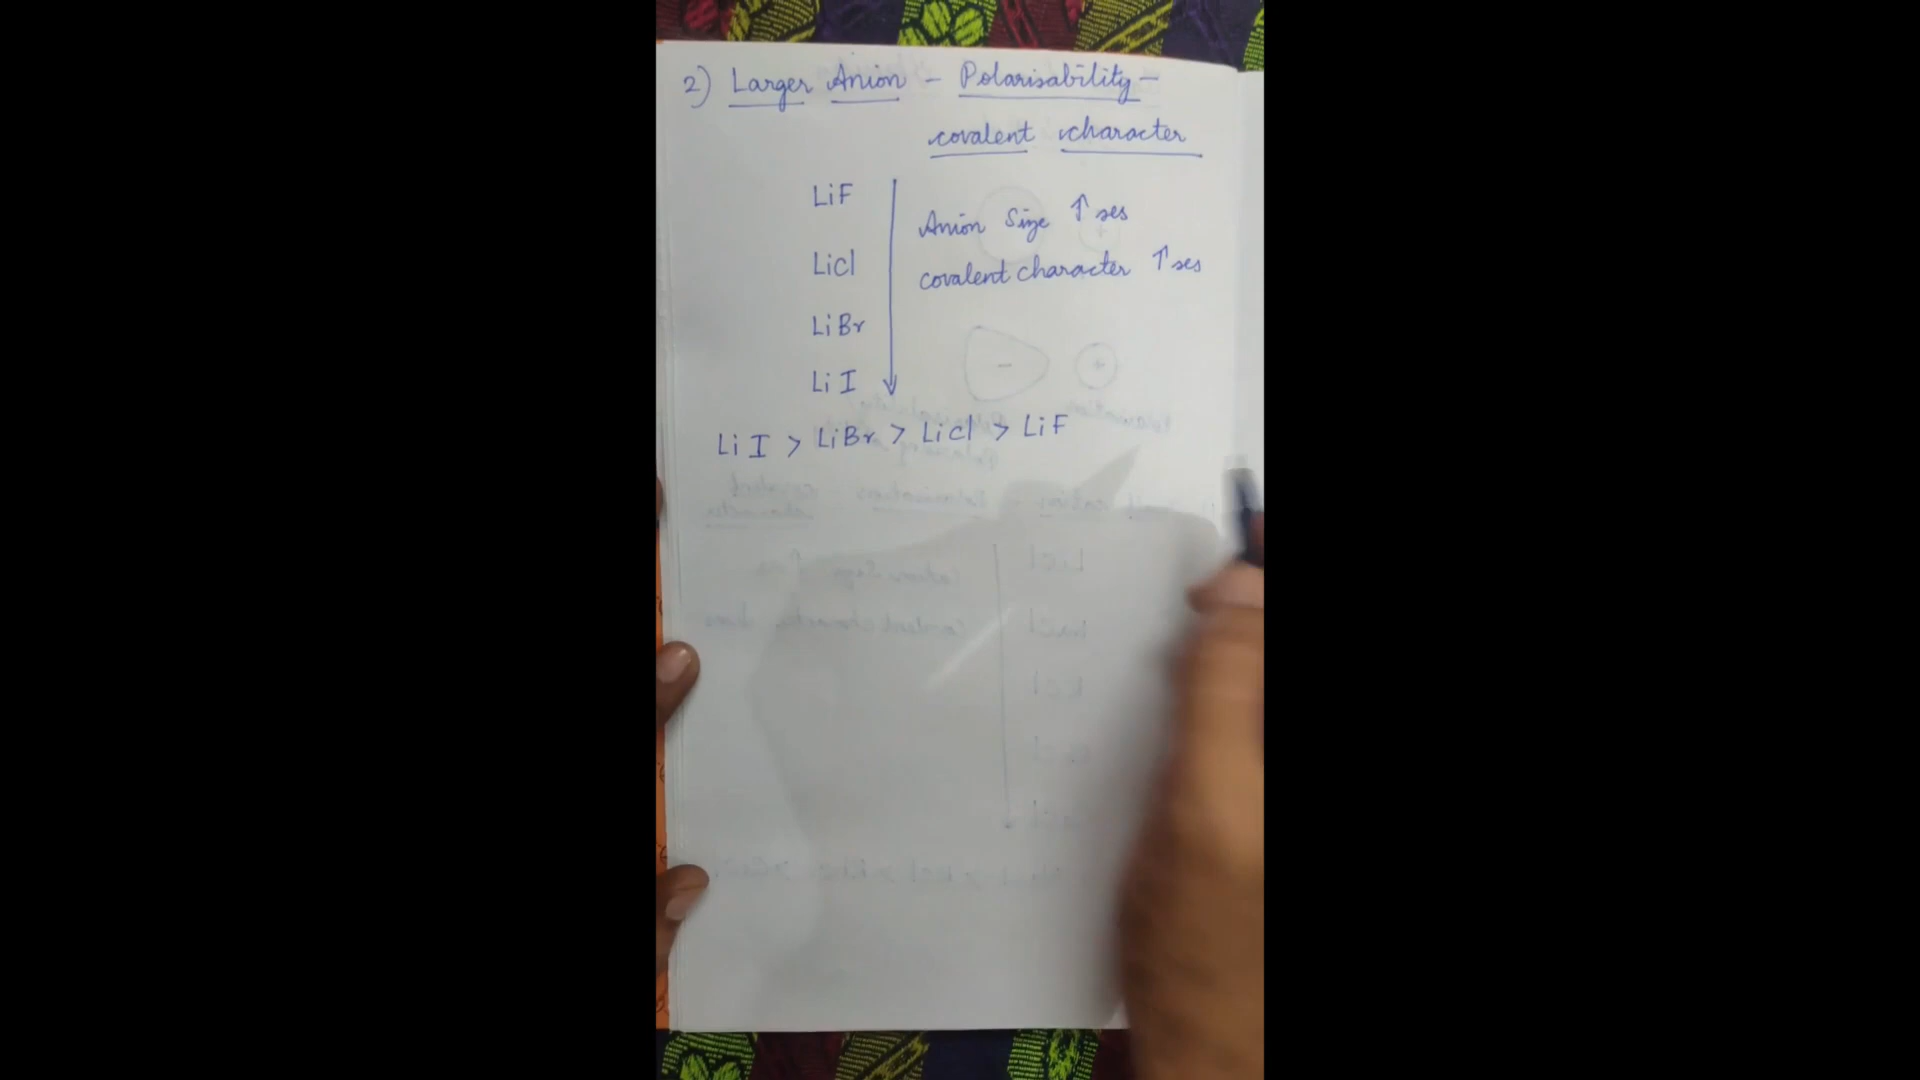 2) Larger Anion - Polarisability -
covalent character
LiF
Anion Size ↑ses
LiCl
covalent character ↑ses
LiBr
LiI
LiI > LiBr > LiCl > LiF